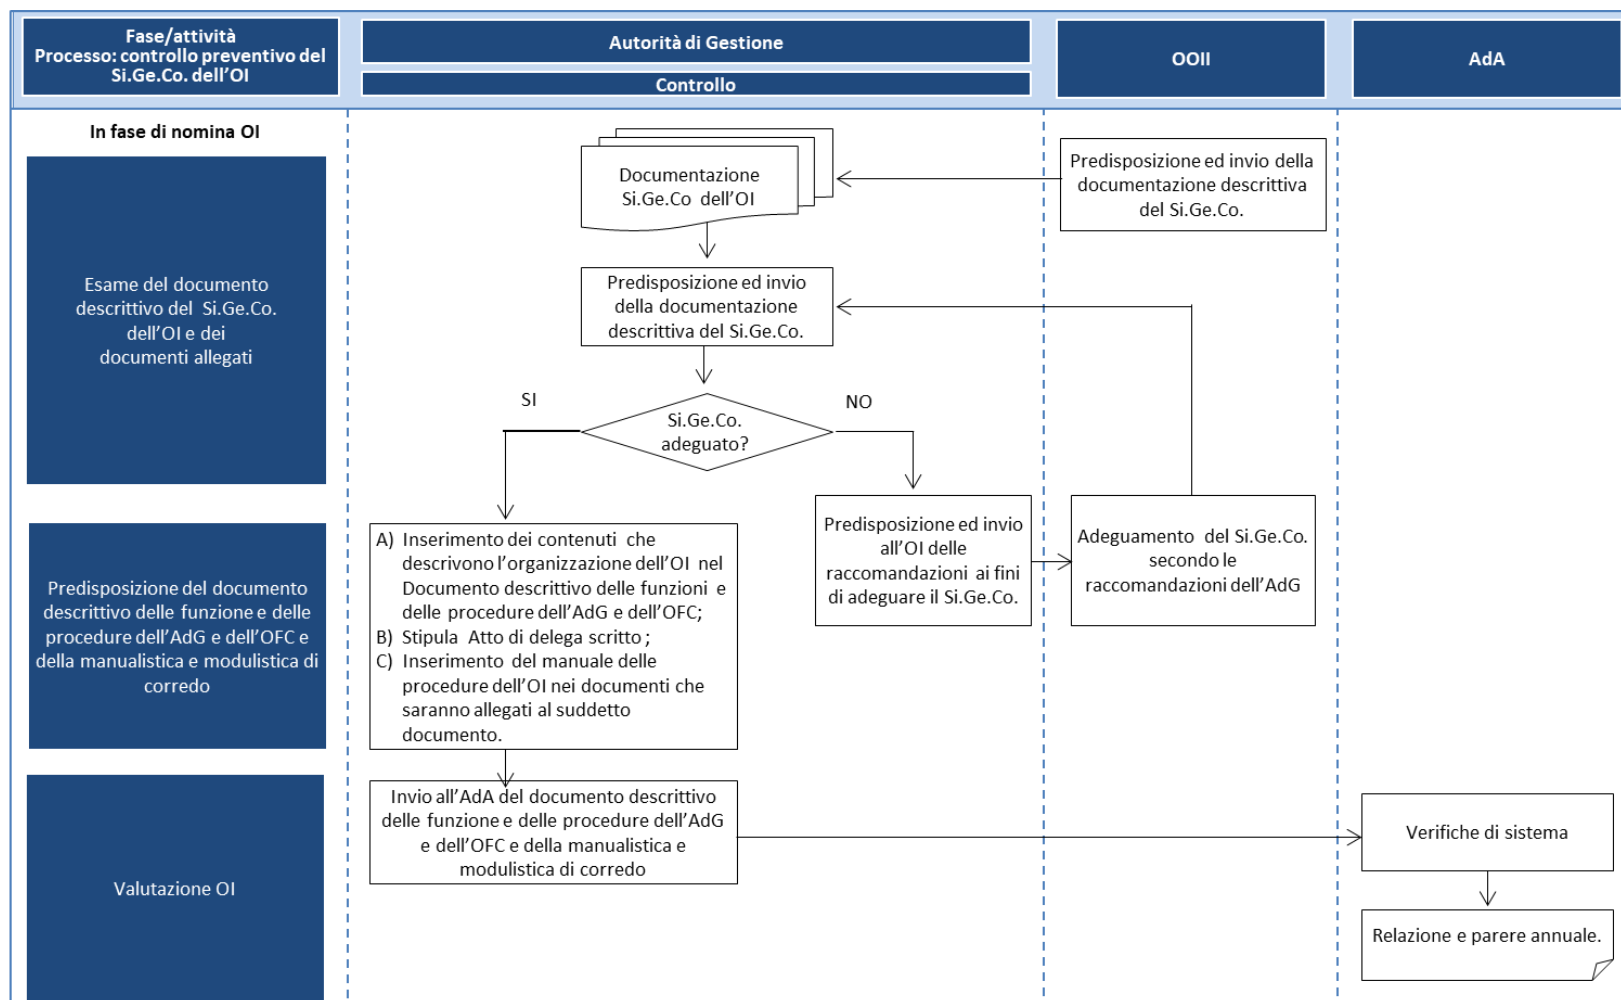 Fase/attività
Processo: controllo preventivo del
Si.Ge.Co. dell'OI
Autorità di Gestione
Controllo
OOII
AdA
In fase di nomina OI
Esame del documento
descrittivo del Si.Ge.Co.
dell'OI e dei
documenti allegati
Documentazione
Si.Ge.Co dell'OI
Predisposizione ed invio della
documentazione descrittiva
del Si.Ge.Co.
Predisposizione ed invio
della documentazione
descrittiva del Si.Ge.Co.
SI
NO
Si.Ge.Co.
adeguato?
Predisposizione del documento
descrittivo delle funzione e delle
procedure dell'AdG e dell'OFC e
della manualistica e modulistica di
corredo
A) Inserimento dei contenuti che
descrivono l'organizzazione dell'OI nel
Documento descrittivo delle funzioni e
delle procedure dell'AdG e dell'OFC;
B) Stipula Atto di delega scritto ;
C) Inserimento del manuale delle
procedure dell'OI nei documenti che
saranno allegati al suddetto
documento.
Predisposizione ed invio
all'OI delle
raccomandazioni ai fini
di adeguare il Si.Ge.Co.
Adeguamento del Si.Ge.Co.
secondo le
raccomandazioni dell'AdG
Valutazione OI
Invio all'AdA del documento descrittivo
delle funzione e delle procedure dell'AdG
e dell'OFC e della manualistica e
modulistica di corredo
Verifiche di sistema
Relazione e parere annuale.